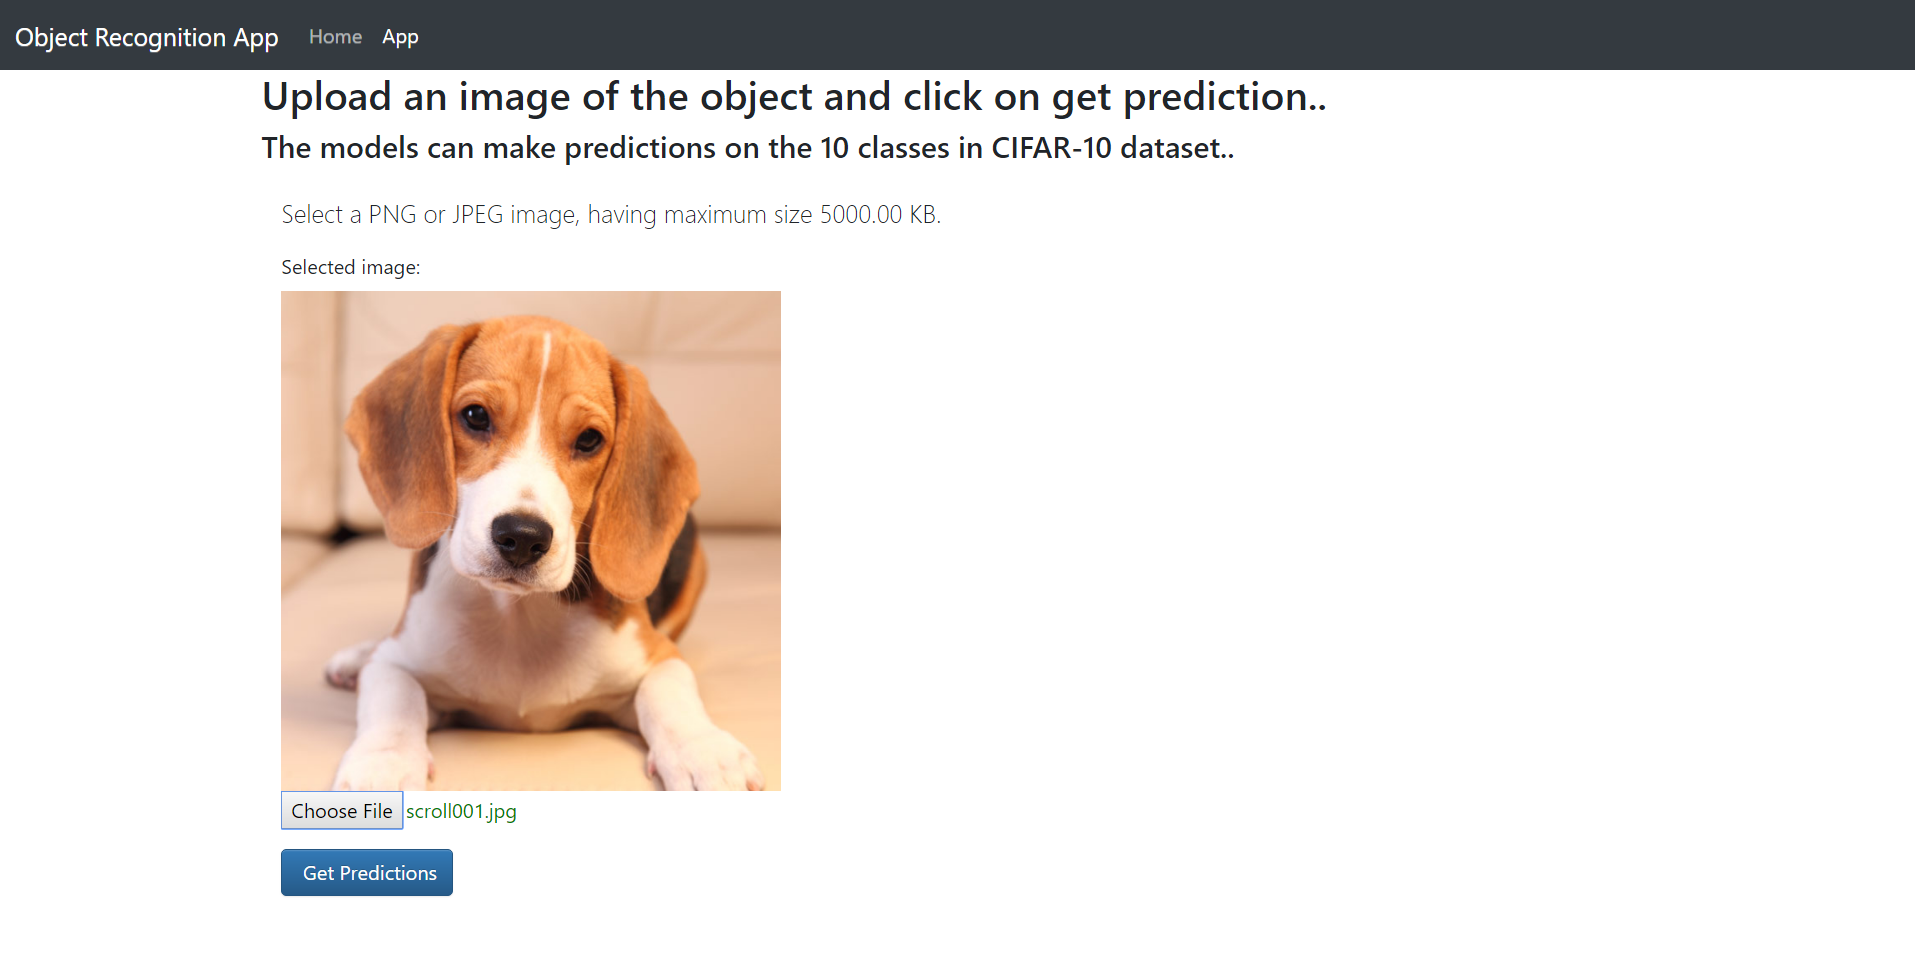 Object Recognition App Home App
Upload an image of the object and click on get prediction..
The models can make predictions on the 10 classes in CIFAR-10 dataset..
Select a PNG or JPEG image, having maximum size 5000.00 KB.
Selected image:
Choose File scroll001.jpg
Get Predictions